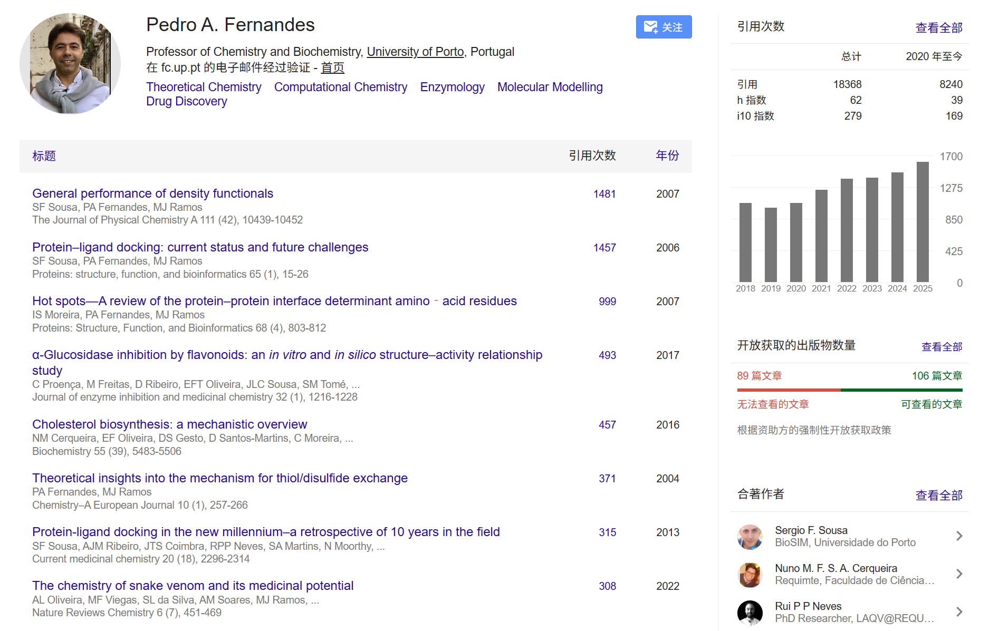 Pedro A. Fernandes
关注
Professor of Chemistry and Biochemistry, University of Porto, Portugal
在 fc.up.pt 的电子邮件经过验证 - 首页
Theoretical Chemistry Computational Chemistry Enzymology Molecular Modelling
Drug Discovery
标题 引用次数 年份
General performance of density functionals 1481 2007
SF Sousa, PA Fernandes, MJ Ramos
The Journal of Physical Chemistry A 111 (42), 10439-10452
Protein–ligand docking: current status and future challenges 1457 2006
SF Sousa, PA Fernandes, MJ Ramos
Proteins: structure, function, and bioinformatics 65 (1), 15-26
Hot spots—A review of the protein–protein interface determinant amino‐acid residues 999 2007
IS Moreira, PA Fernandes, MJ Ramos
Proteins: Structure, Function, and Bioinformatics 68 (4), 803-812
α-Glucosidase inhibition by flavonoids: an in vitro and in silico structure–activity relationship 493 2017
study
C Proença, M Freitas, D Ribeiro, EFT Oliveira, JLC Sousa, SM Tomé, ...
Journal of enzyme inhibition and medicinal chemistry 32 (1), 1216-1228
Cholesterol biosynthesis: a mechanistic overview 457 2016
NM Cerqueira, EF Oliveira, DS Gesto, D Santos-Martins, C Moreira, ...
Biochemistry 55 (39), 5483-5506
Theoretical insights into the mechanism for thiol/disulfide exchange 371 2004
PA Fernandes, MJ Ramos
Chemistry–A European Journal 10 (1), 257-266
Protein-ligand docking in the new millennium–a retrospective of 10 years in the field 315 2013
SF Sousa, AJM Ribeiro, JTS Coimbra, RPP Neves, SA Martins, N Moorthy, ...
Current medicinal chemistry 20 (18), 2296-2314
The chemistry of snake venom and its medicinal potential 308 2022
AL Oliveira, MF Viegas, SL da Silva, AM Soares, MJ Ramos, ...
Nature Reviews Chemistry 6 (7), 451-469
引用次数 查看全部
总计 2020 年至今
引用 18368 8240
h 指数 62 39
i10 指数 279 169
1700
1275
850
425
0
2018 2019 2020 2021 2022 2023 2024 2025
开放获取的出版物数量 查看全部
89 篇文章 106 篇文章
无法查看的文章 可查看的文章
根据资助方的强制性开放获取政策
合著作者 查看全部
Sergio F. Sousa
BioSIM, Universidade do Porto
Nuno M. F. S. A. Cerqueira
Requimte, Faculdade de Ciência…
Rui P P Neves
PhD Researcher, LAQV@REQU…